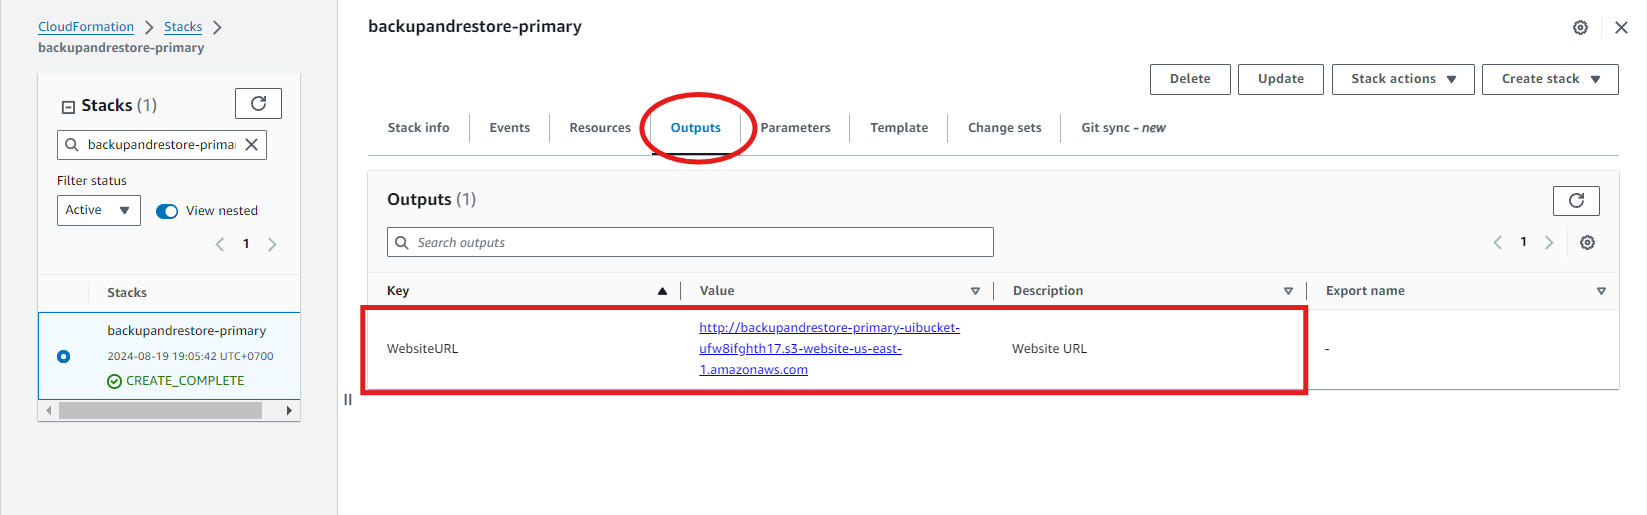 CloudFormation > Stacks >
backupandrestore-primary
Stacks (1)
backupandrestore-primar
Filter status
Active
View nested
1
Stacks
backupandrestore-primary
2024-08-19 19:05:42 UTC+0700
CREATE_COMPLETE
backupandrestore-primary
Delete
Update
Stack actions
Create stack
Stack info
Events
Resources
Outputs
Parameters
Template
Change sets
Git sync - new
Outputs (1)
Search outputs
1
Key
Value
Description
Export name
WebsiteURL
http://backupandrestore-primary-uibucket-
ufw8ifghth17.s3-website-us-east-
1.amazonaws.com
Website URL
-